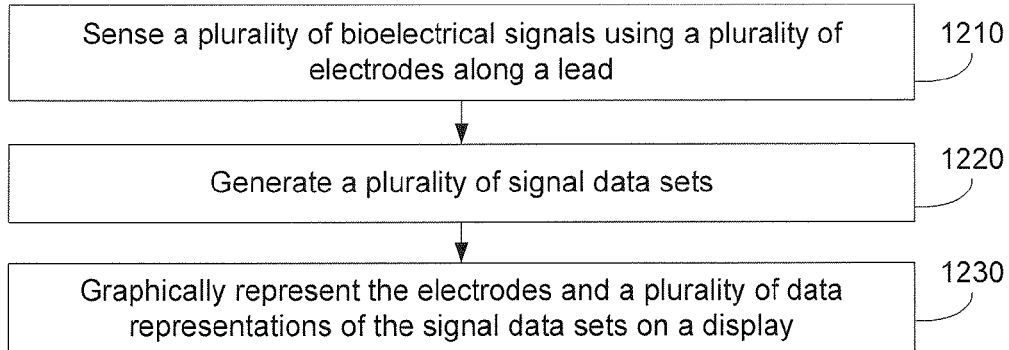 Sense a plurality of bioelectrical signals using a plurality of
electrodes along a lead
1210
Generate a plurality of signal data sets
1220
Graphically represent the electrodes and a plurality of data
representations of the signal data sets on a display
1230